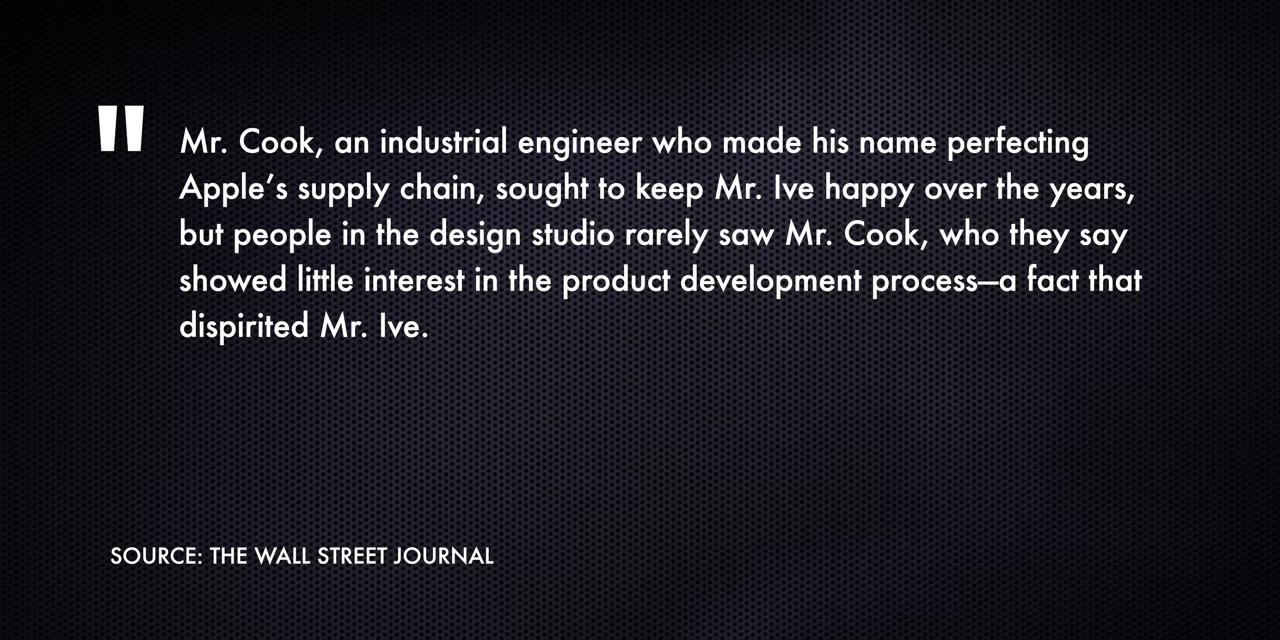 " Mr. Cook, an industrial engineer who made his name perfecting
Apple’s supply chain, sought to keep Mr. Ive happy over the years,
but people in the design studio rarely saw Mr. Cook, who they say
showed little interest in the product development process—a fact that
dispirited Mr. Ive.
SOURCE: THE WALL STREET JOURNAL